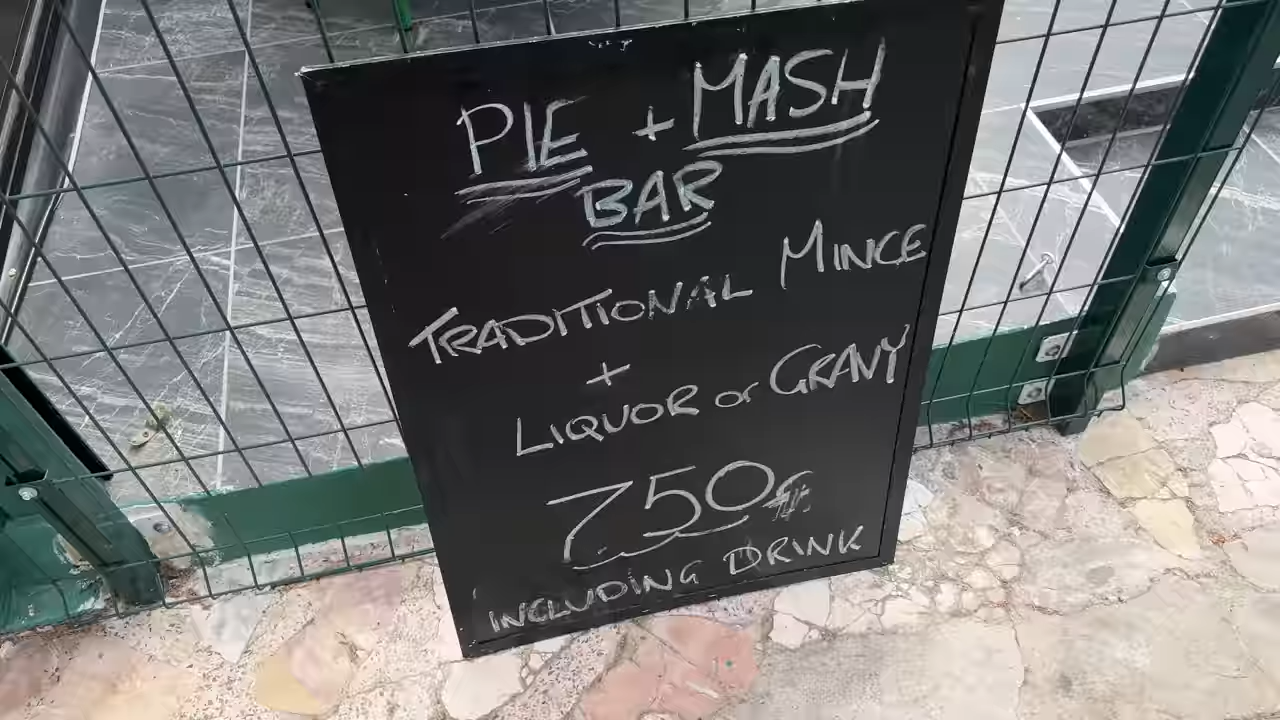 PIE + MASH
BAR
TRADITIONAL MINCE
+
LIQUOR or GRAVY
750
INCLUDING DRINK